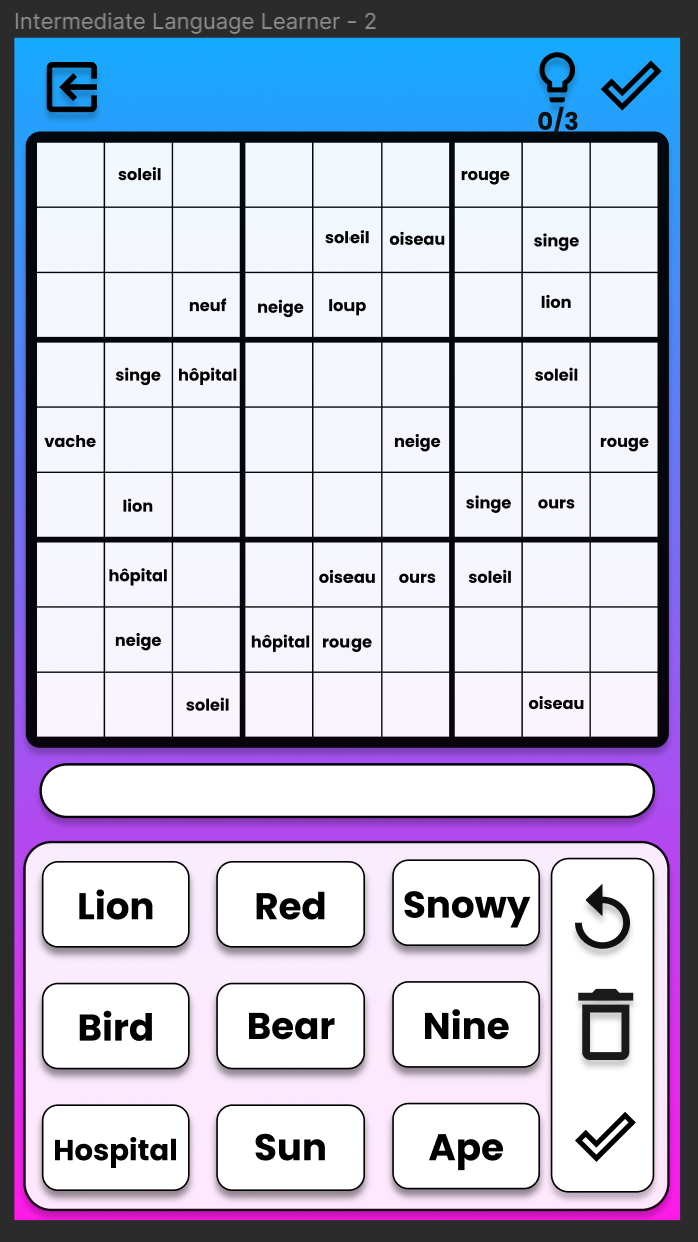 Intermediate Language Learner - 2
0/3
soleil rouge
soleil oiseau singe
neuf neige loup lion
singe hôpital soleil
vache neige rouge
lion singe ours
hôpital oiseau ours soleil
neige hôpital rouge
soleil oiseau
Lion Red Snowy
Bird Bear Nine
Hospital Sun Ape